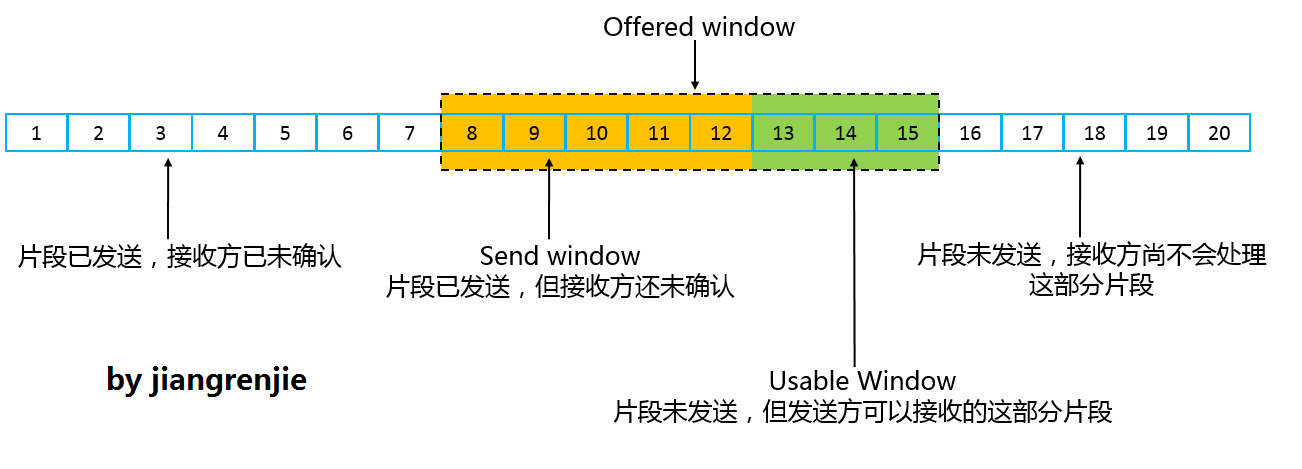 Offered window
1 2 3 4 5 6 7 8 9 10 11 12 13 14 15 16 17 18 19 20
片段已发送，接收方已未确认
Send window
片段已发送，但接收方还未确认
片段未发送，接收方尚不会处理
这部分片段
by jiangrenjie
Usable Window
片段未发送，但发送方可以接收的这部分片段